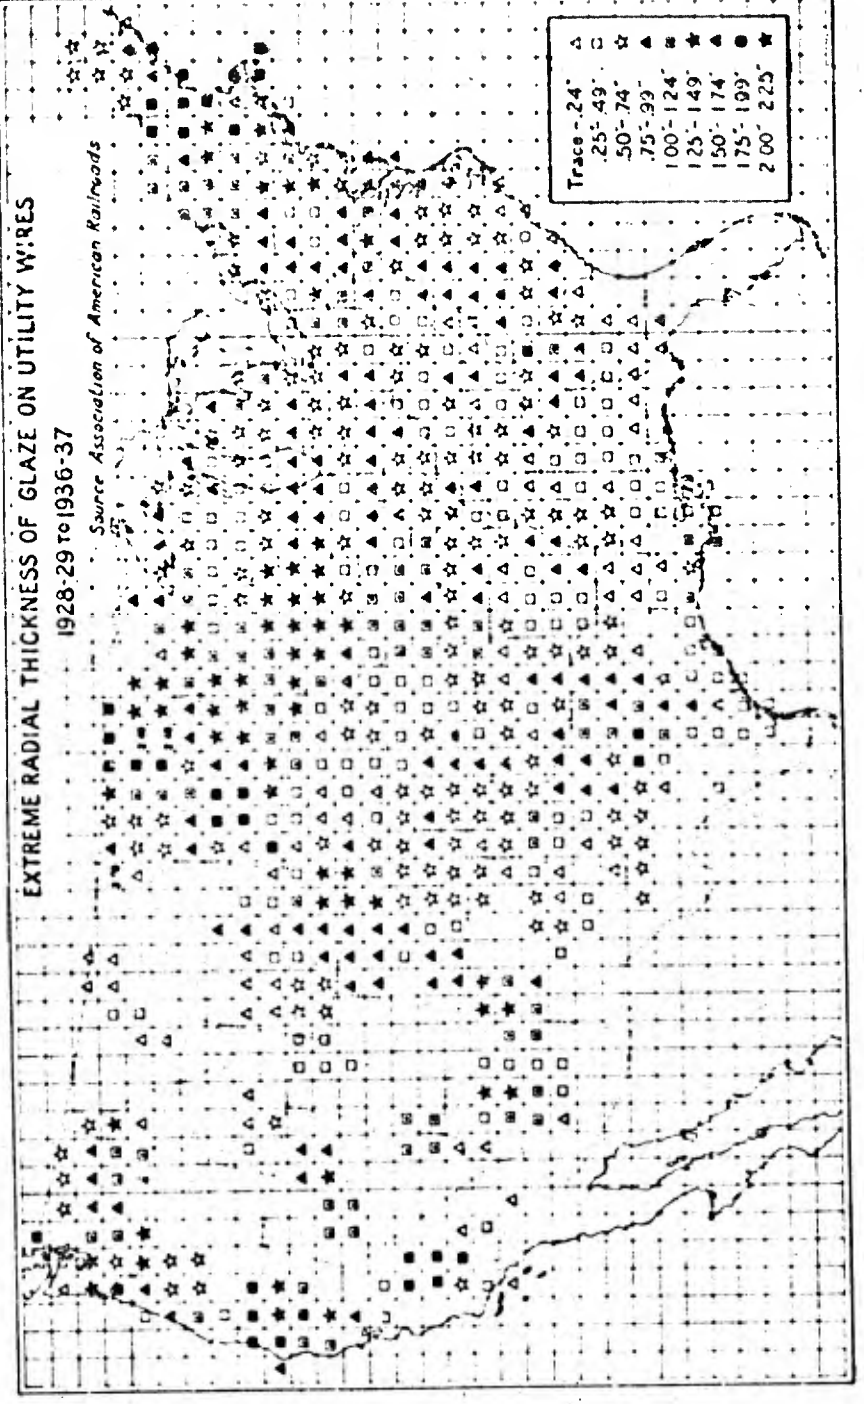 EXTREME RADIAL THICKNESS OF GLAZE ON UTILITY WIRES
1928-29 TO 1936-37
Source Association of American Railroads
Trace-.24"
.25"-.49"
.50"-.74"
.75"-.99"
1.00"-1.24"
1.25"-1.49"
1.50"-1.74"
1.75"-1.99"
2.00" 2.25"